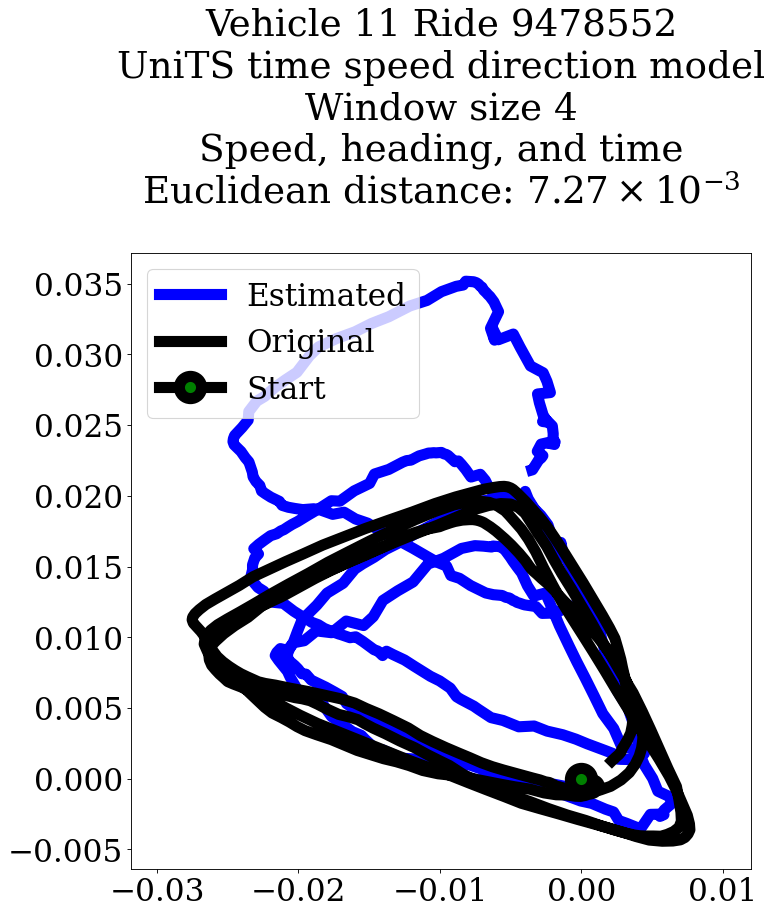 Vehicle 11 Ride 9478552
UniTS time speed direction model
Window size 4
Speed, heading, and time
Euclidean distance: 7.27 × 10⁻³
0.035
0.030
0.025
0.020
0.015
0.010
0.005
0.000
−0.005
Estimated
Original
Start
−0.03 −0.02 −0.01 0.00 0.01